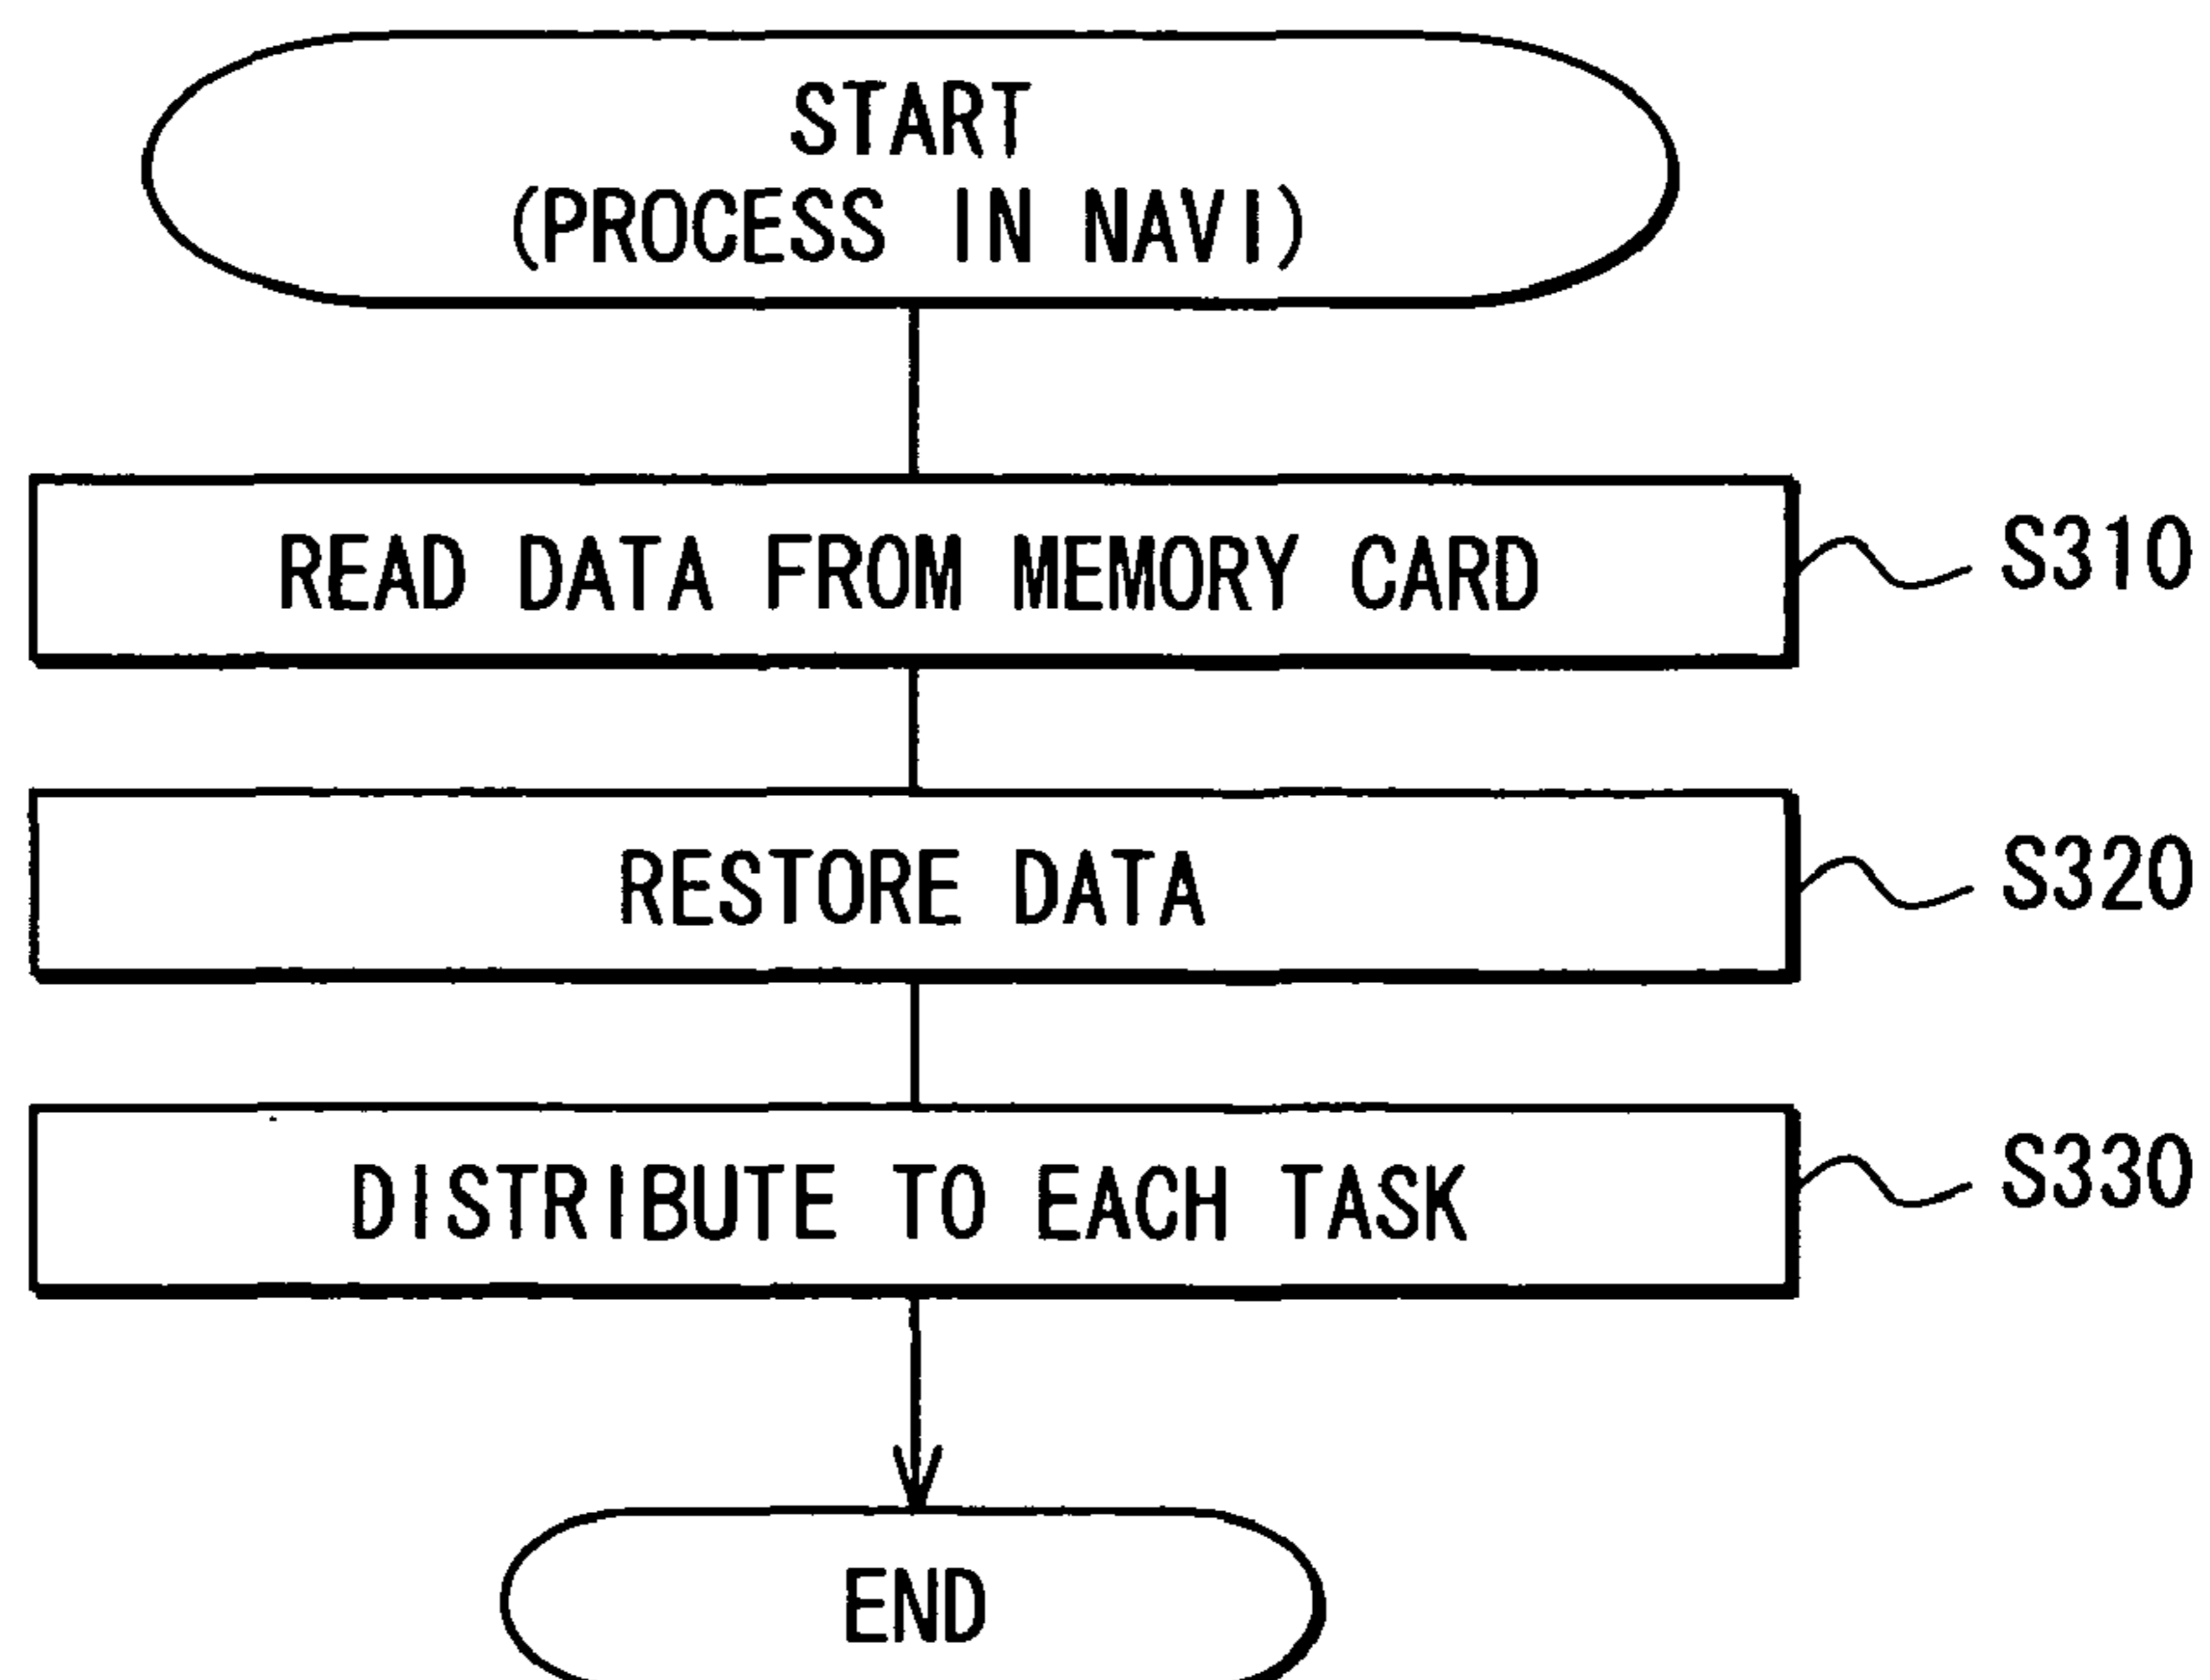 START
(PROCESS IN NAVI)
READ DATA FROM MEMORY CARD
S310
RESTORE DATA
S320
DISTRIBUTE TO EACH TASK
S330
END